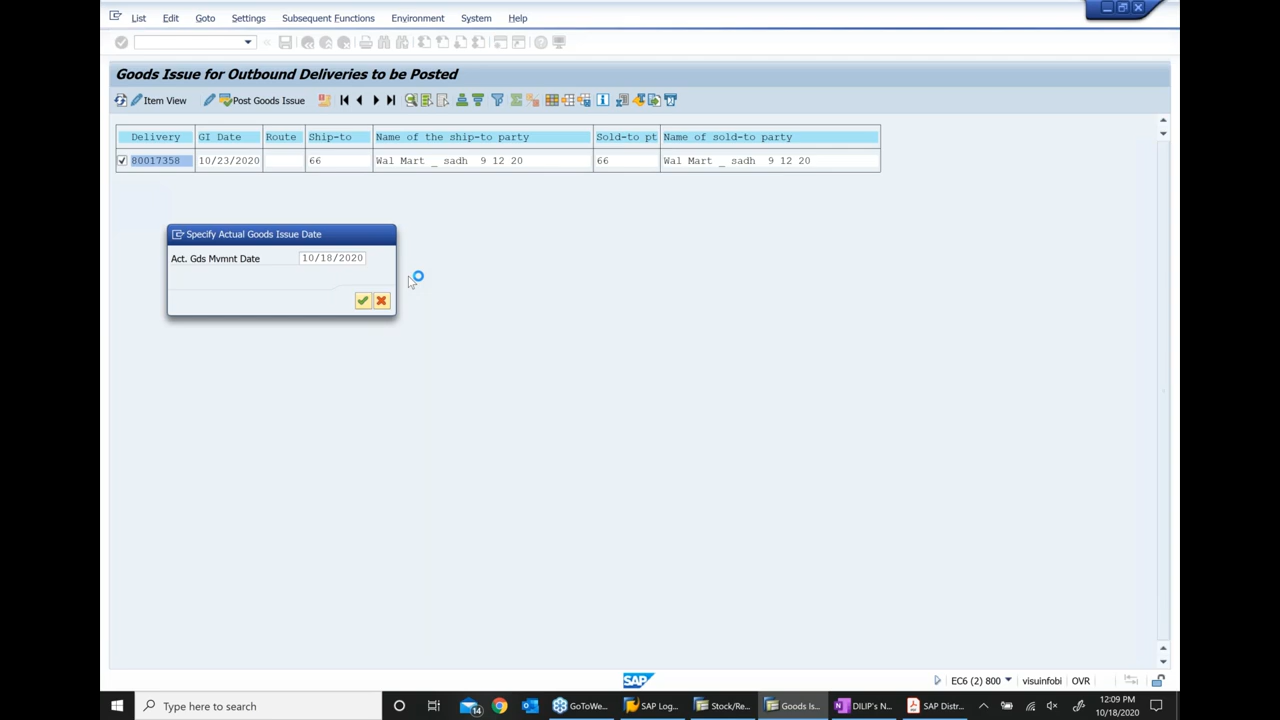 List Edit Goto Settings Subsequent Functions Environment System Help
Goods Issue for Outbound Deliveries to be Posted
Item View Post Goods Issue
Delivery GI Date Route Ship-to Name of the ship-to party Sold-to pt Name of sold-to party
80017358 10/23/2020 66 Wal Mart _ sadh 9 12 20 66 Wal Mart _ sadh 9 12 20
Specify Actual Goods Issue Date
Act. Gds Mvmnt Date 10/18/2020
SAP EC6 (2) 800 visuinfobi OVR
Type here to search 14 GoToWe... SAP Log... Stock/Re... Goods Is... DILIP's N... SAP Distr... 12:09 PM
10/18/2020